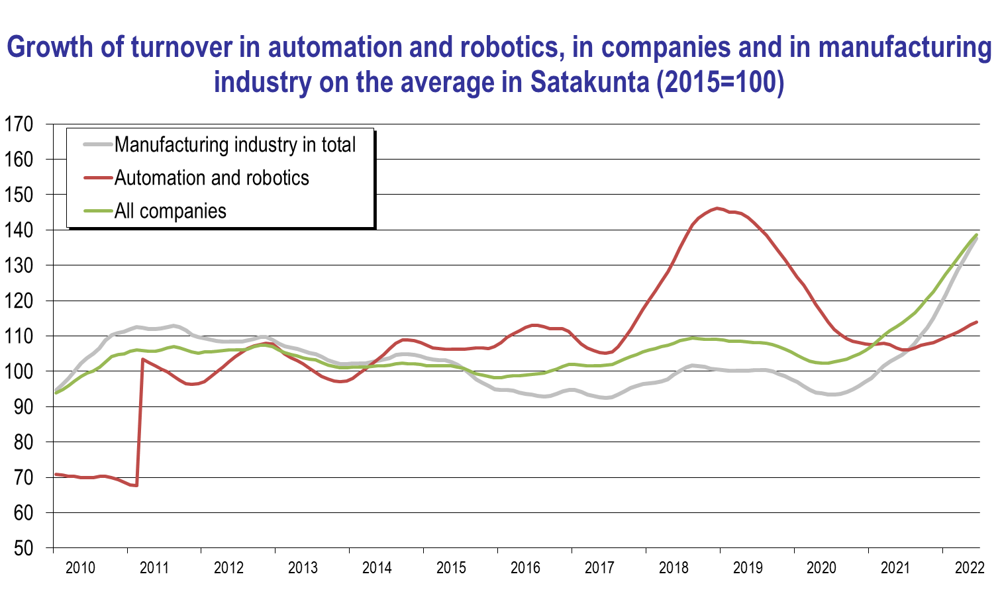 Growth of turnover in automation and robotics, in companies and in manufacturing
industry on the average in Satakunta (2015=100)
170
160
150
140
130
120
110
100
90
80
70
60
50
Manufacturing industry in total
Automation and robotics
All companies
2010 2011 2012 2013 2014 2015 2016 2017 2018 2019 2020 2021 2022